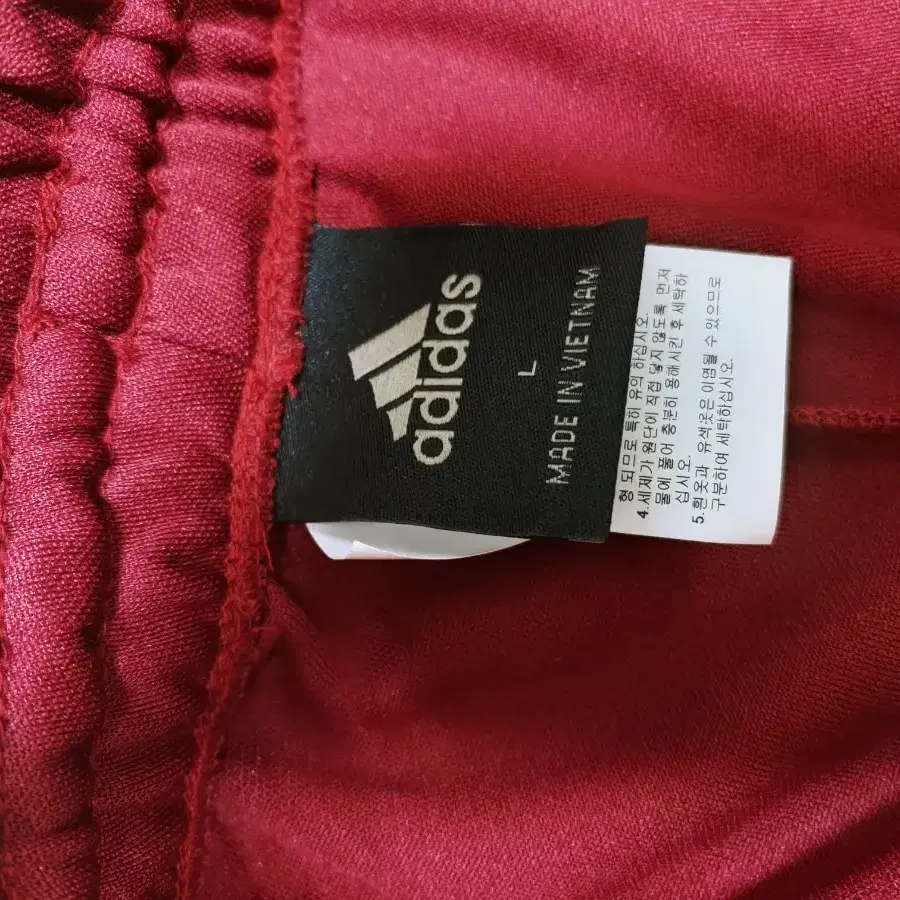 adidas
L
MADE IN VIETNAM
형 되므로 특히 유의 하십시오.
4.세제가 원단이 직접 닿지 않도록 먼저
물에 풀어 충분히 용해시킨 후 세탁하
십시오.
5.흰옷과 유색옷은 이염될 수 있으므로
구분하여 세탁하십시오.